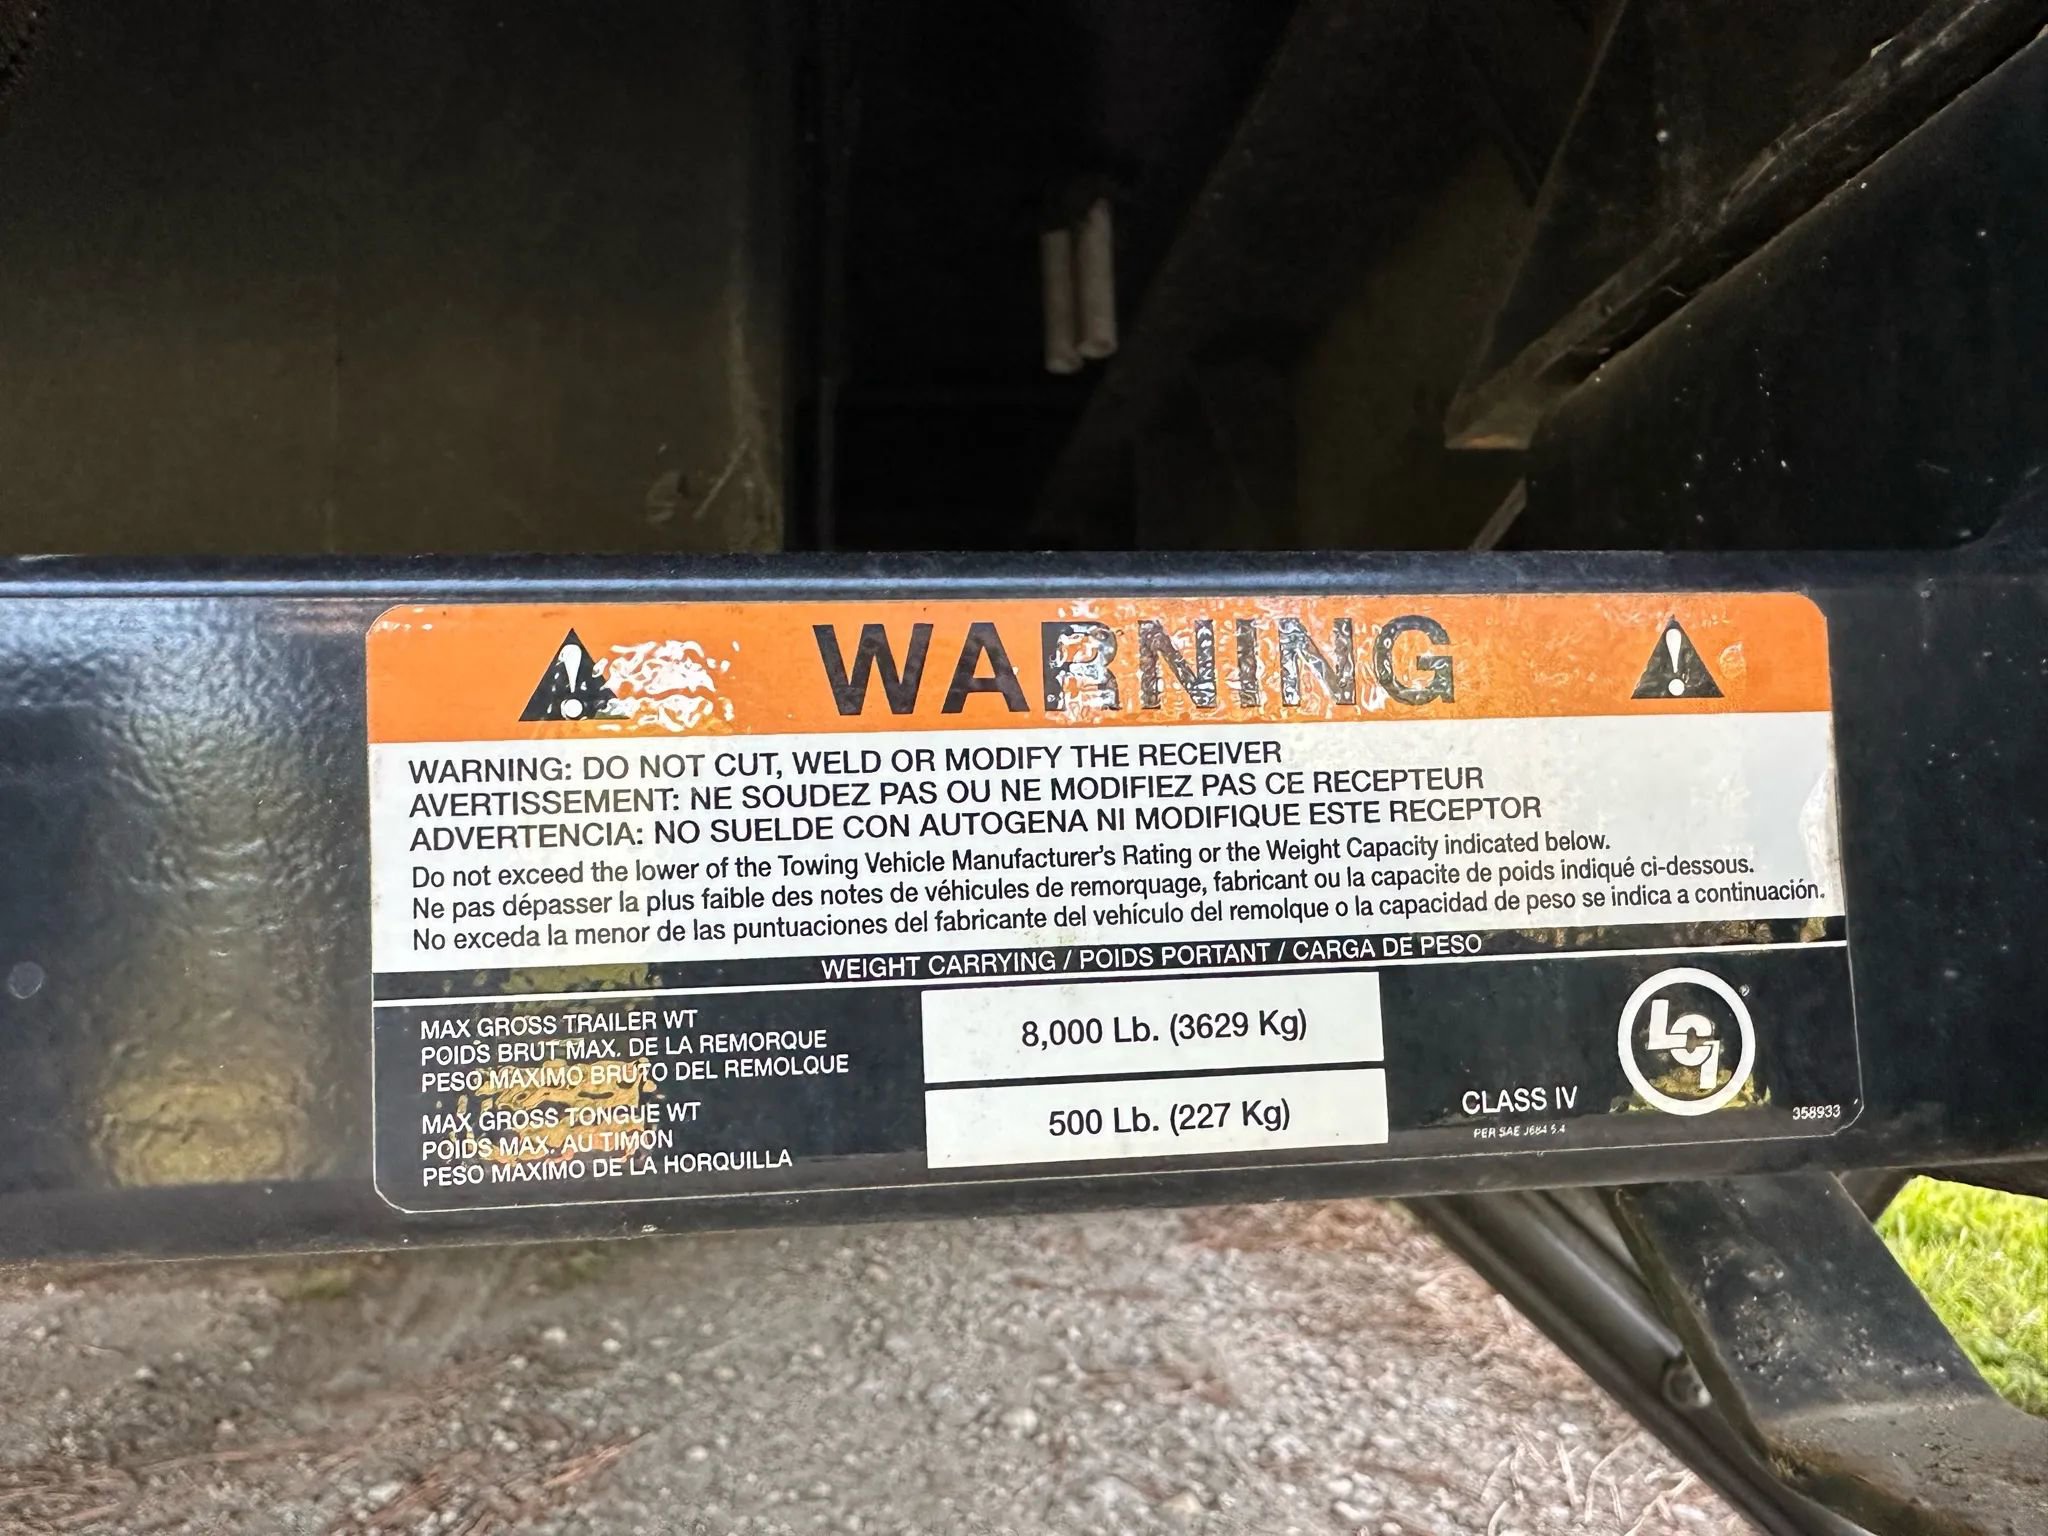 WARNING
WARNING: DO NOT CUT, WELD OR MODIFY THE RECEIVER
AVERTISSEMENT: NE SOUDEZ PAS OU NE MODIFIEZ PAS CE RECEPTEUR
ADVERTENCIA: NO SUELDE CON AUTOGENA NI MODIFIQUE ESTE RECEPTOR
Do not exceed the lower of the Towing Vehicle Manufacturer's Rating or the Weight Capacity indicated below.
Ne pas dépasser la plus faible des notes de véhicules de remorquage, fabricant ou la capacite de poids indiqué ci-dessous.
No exceda la menor de las puntuaciones del fabricante del vehículo del remolque o la capacidad de peso se indica a continuación.
WEIGHT CARRYING / POIDS PORTANT / CARGA DE PESO
MAX GROSS TRAILER WT
POIDS BRUT MAX. DE LA REMORQUE
PESO MAXIMO BRUTO DEL REMOLQUE
8,000 Lb. (3629 Kg)
MAX GROSS TONGUE WT
POIDS MAX. AU TIMON
PESO MAXIMO DE LA HORQUILLA
500 Lb. (227 Kg)
CLASS IV
PER SAE J684 5.4
LCI®
358933